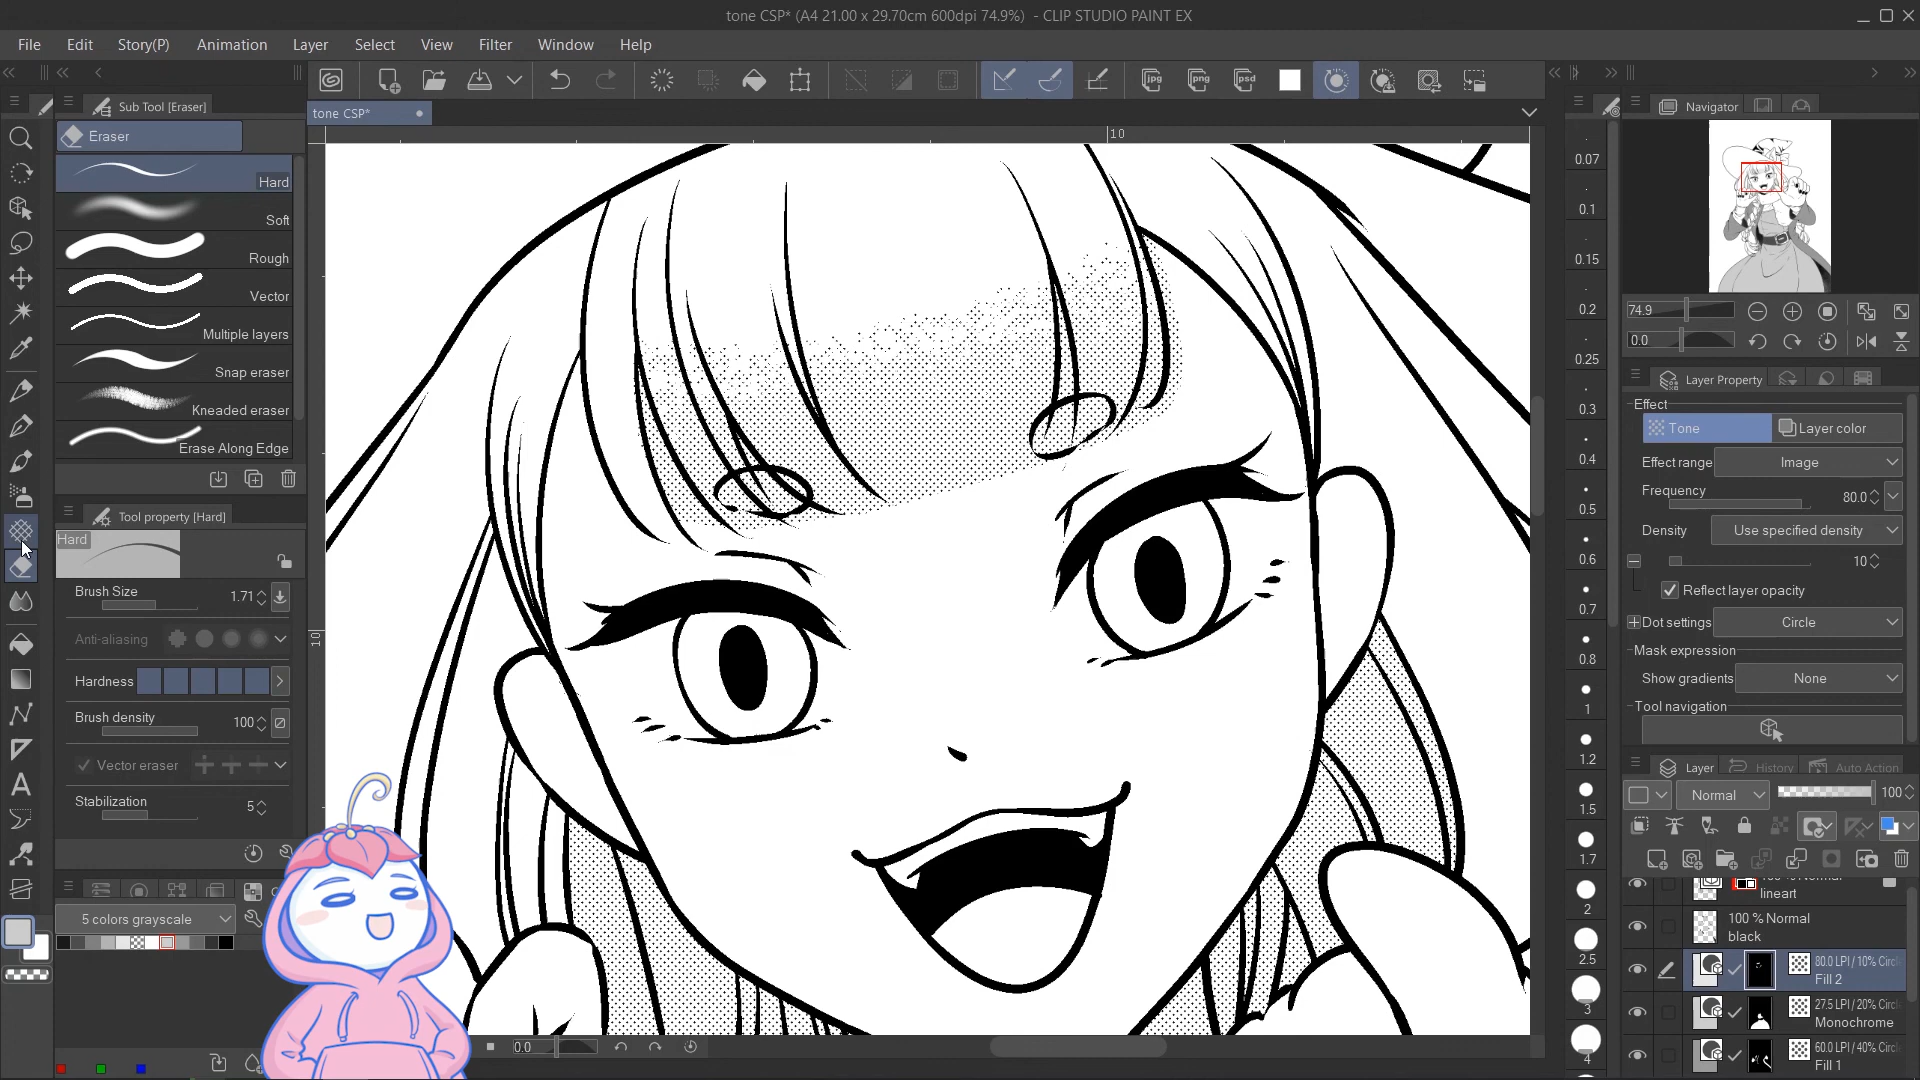 tone CSP* (A4 21.00 x 29.70cm 600dpi 74.9%) - CLIP STUDIO PAINT EX
File Edit Story(P) Animation Layer Select View Filter Window Help
Sub Tool [Eraser]
Eraser
Hard
Soft
Rough
Vector
Multiple layers
Snap eraser
Kneaded eraser
Erase Along Edge
Tool property [Hard]
Hard
Brush Size 1.71
Anti-aliasing
Hardness
Brush density 100
Vector eraser
Stabilization 5
5 colors grayscale
jpg png psd
tone CSP*
10
10
0.0
0.07
0.1
0.15
0.2
0.25
0.3
0.4
0.5
0.6
0.7
0.8
1
1.2
1.5
1.7
2
2.5
3
4
Navigator
74.9
0.0
Layer Property
Effect
Tone Layer color
Effect range Image
Frequency 80.0
Density Use specified density
10
Reflect layer opacity
Dot settings Circle
Mask expression
Show gradients None
Tool navigation
Layer History Auto Action
Normal 100
lineart
100 % Normal
black
80.0 LPI / 10% Circ
Fill 2
27.5 LPI / 20% Circ
Monochrome
60.0 LPI / 40% Circ
Fill 1